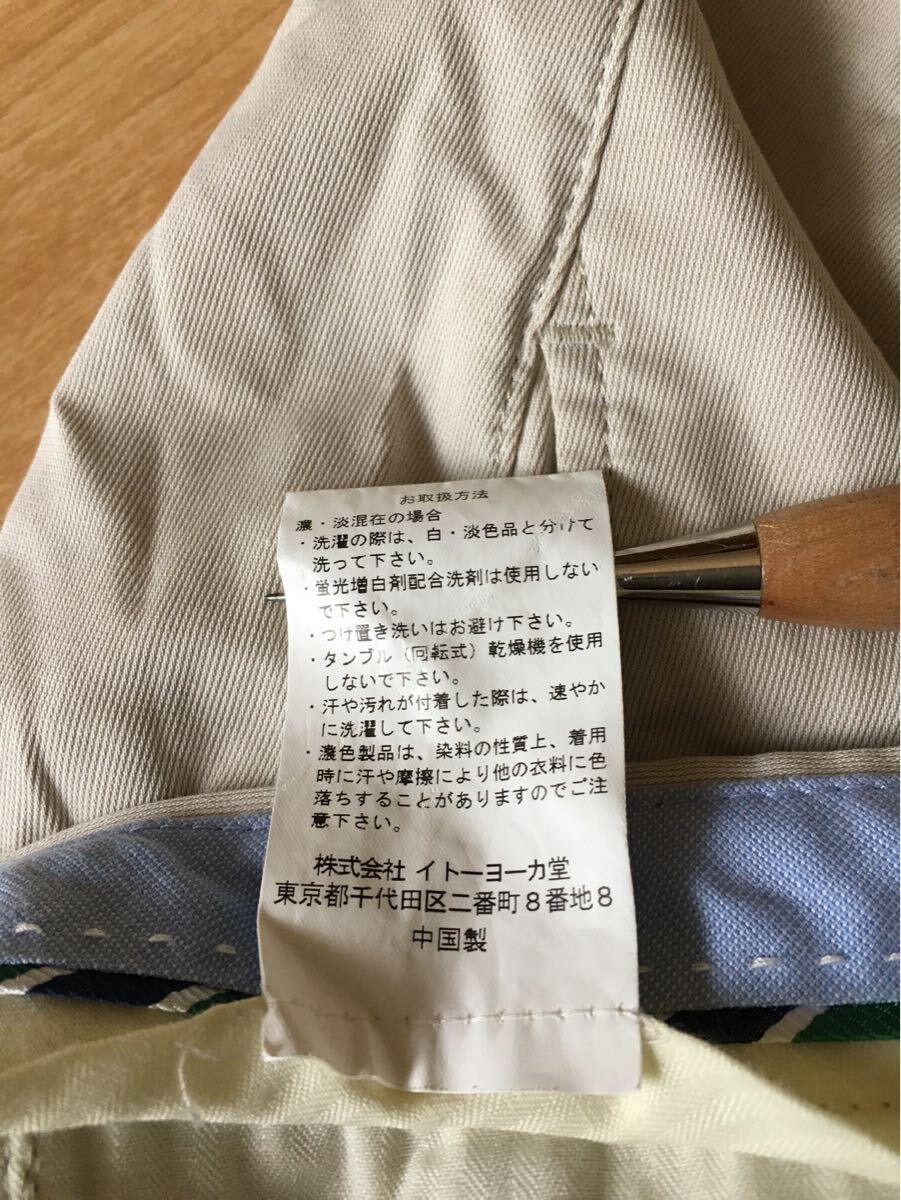 お取扱方法
濃・淡混在の場合
・洗濯の際は、白・淡色品と分けて
洗って下さい。
・蛍光増白剤配合洗剤は使用しない
で下さい。
・つけ置き洗いはお避け下さい。
・タンブル（回転式）乾燥機を使用
しないで下さい。
・汗や汚れが付着した際は、速やか
に洗濯して下さい。
・濃色製品は、染料の性質上、着用
時に汗や摩擦により他の衣料に色
落ちすることがありますのでご注
意下さい。
株式会社 イトーヨーカ堂
東京都千代田区二番町８番地８
中国製